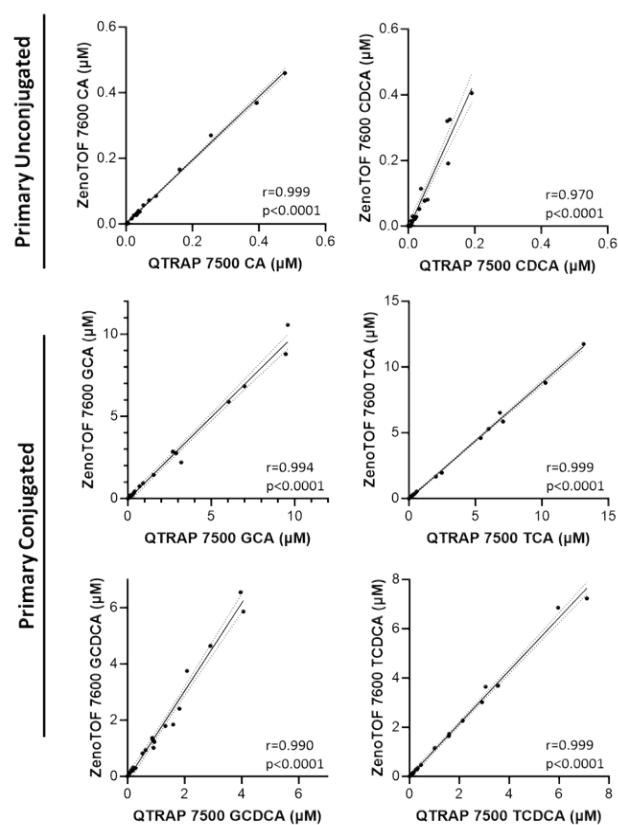 Primary Unconjugated
ZenoTOF 7600 CA (µM)
0.6
0.4
0.2
0.0
r=0.999
p<0.0001
0.0 0.2 0.4 0.6
QTRAP 7500 CA (µM)
ZenoTOF 7600 CDCA (µM)
0.6
0.4
0.2
0.0
r=0.970
p<0.0001
0.0 0.2 0.4 0.6
QTRAP 7500 CDCA (µM)
Primary Conjugated
ZenoTOF 7600 GCA (µM)
10
5
0
r=0.994
p<0.0001
0 5 10
QTRAP 7500 GCA (µM)
ZenoTOF 7600 TCA (µM)
15
10
5
0
r=0.999
p<0.0001
0 5 10 15
QTRAP 7500 TCA (µM)
ZenoTOF 7600 GCDCA (µM)
6
4
2
0
r=0.990
p<0.0001
0 2 4 6
QTRAP 7500 GCDCA (µM)
ZenoTOF 7600 TCDCA (µM)
8
6
4
2
0
r=0.999
p<0.0001
0 2 4 6 8
QTRAP 7500 TCDCA (µM)